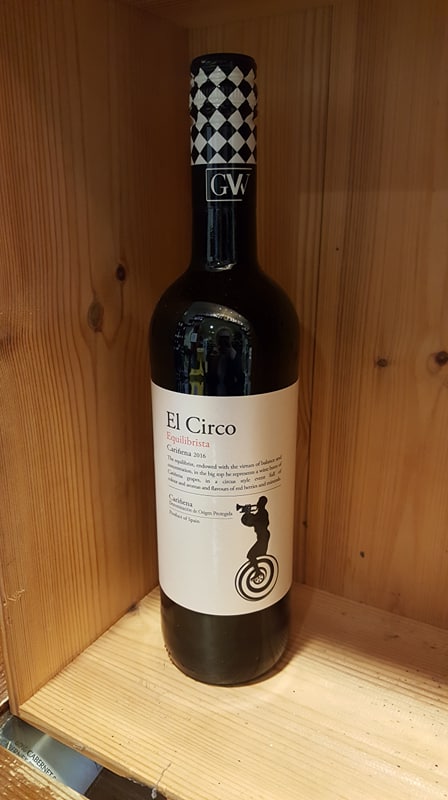 GW
El Circo
Equilibrista
Cariñena 2016
The equilibrist, endowed with the virtues of balance and
concentration, in the big top he represents a wine made of
Cariñena grapes, in a circus style event full of
colour and aromas and flavours of red berries and minerals.
Cariñena
Denominación de Origen Protegida
Product of Spain
CABERNET